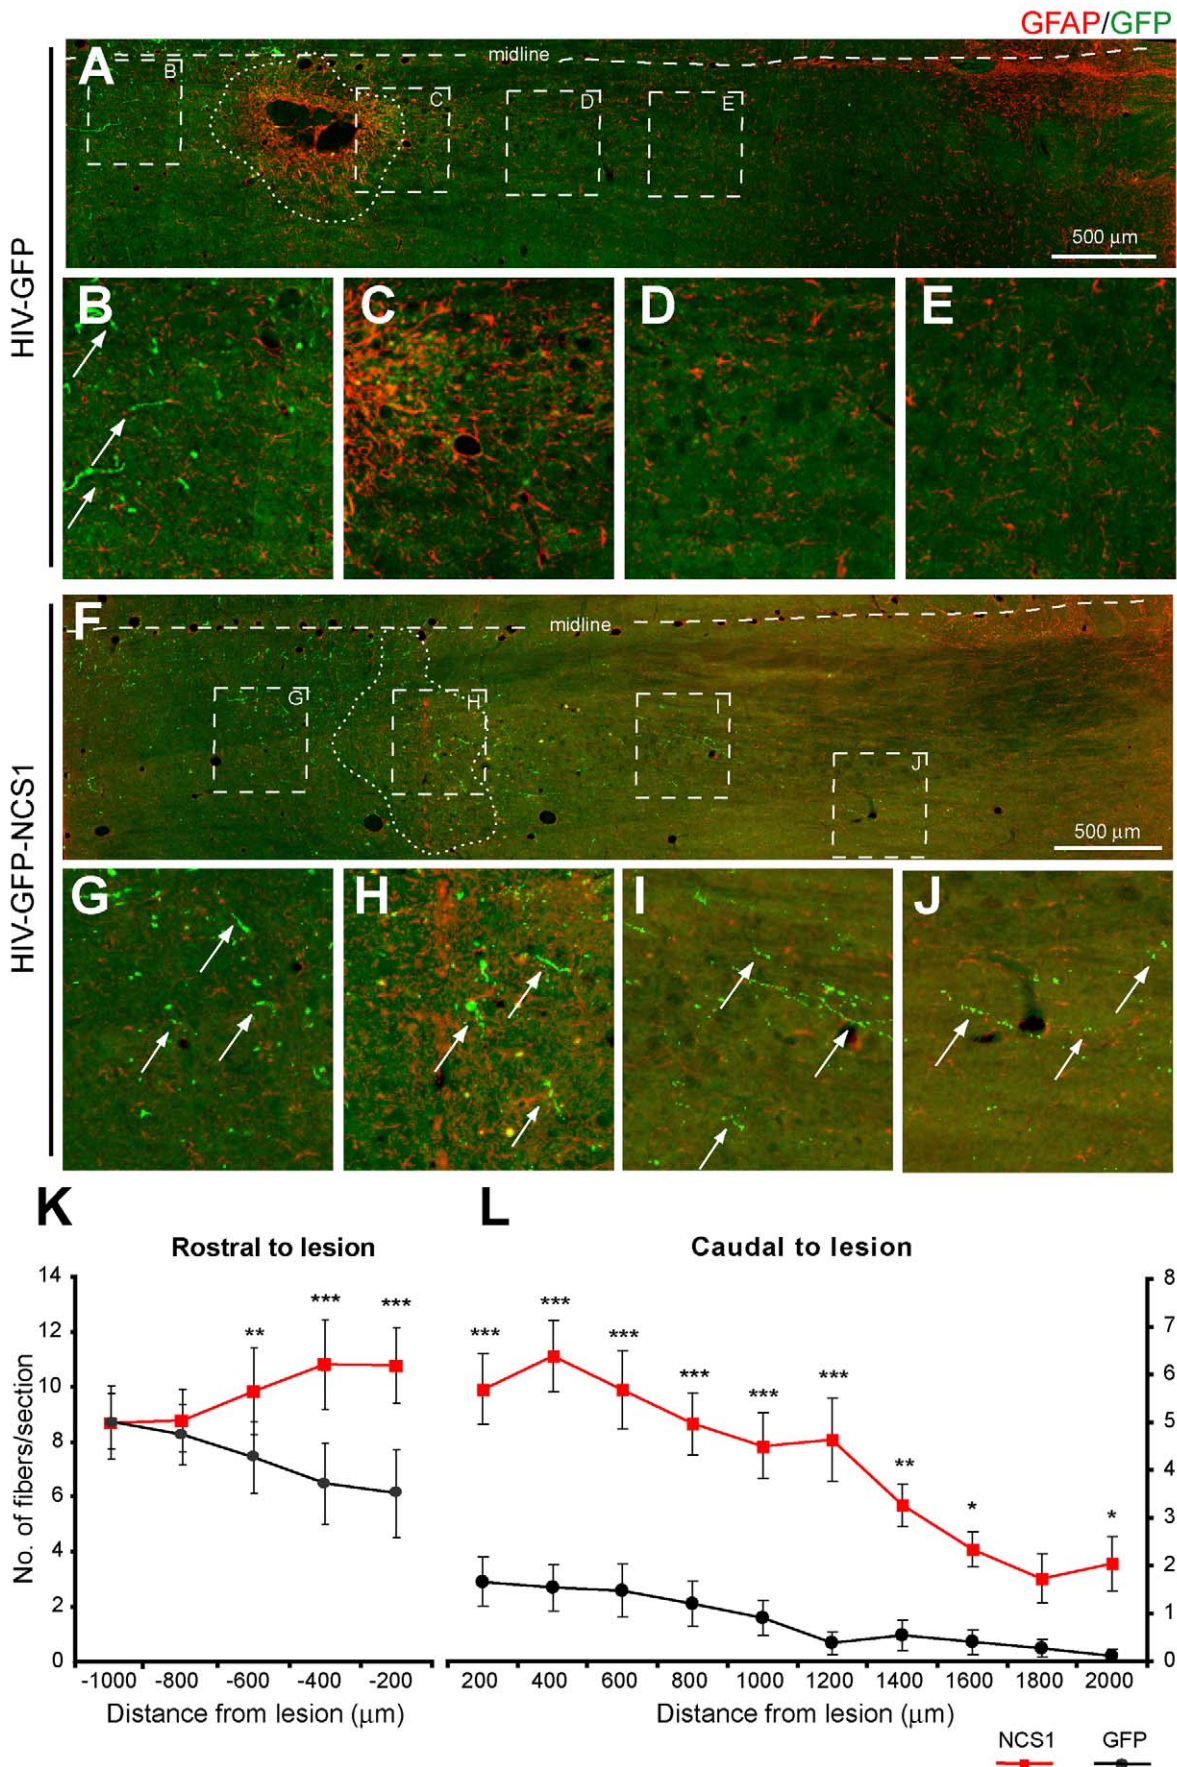 GFAP/GFP
HIV-GFP
A
midline
B
C
D
E
500 µm
B
C
D
E
HIV-GFP-NCS1
F
midline
G
H
I
J
500 µm
G
H
I
J
K
L
Rostral to lesion
Caudal to lesion
No. of fibers/section
14
12
10
8
6
4
2
0
** *** ***
*** *** *** *** *** *** ** * *
8
7
6
5
4
3
2
1
0
-1000 -800 -600 -400 -200
200 400 600 800 1000 1200 1400 1600 1800 2000
Distance from lesion (µm)
Distance from lesion (µm)
NCS1 GFP